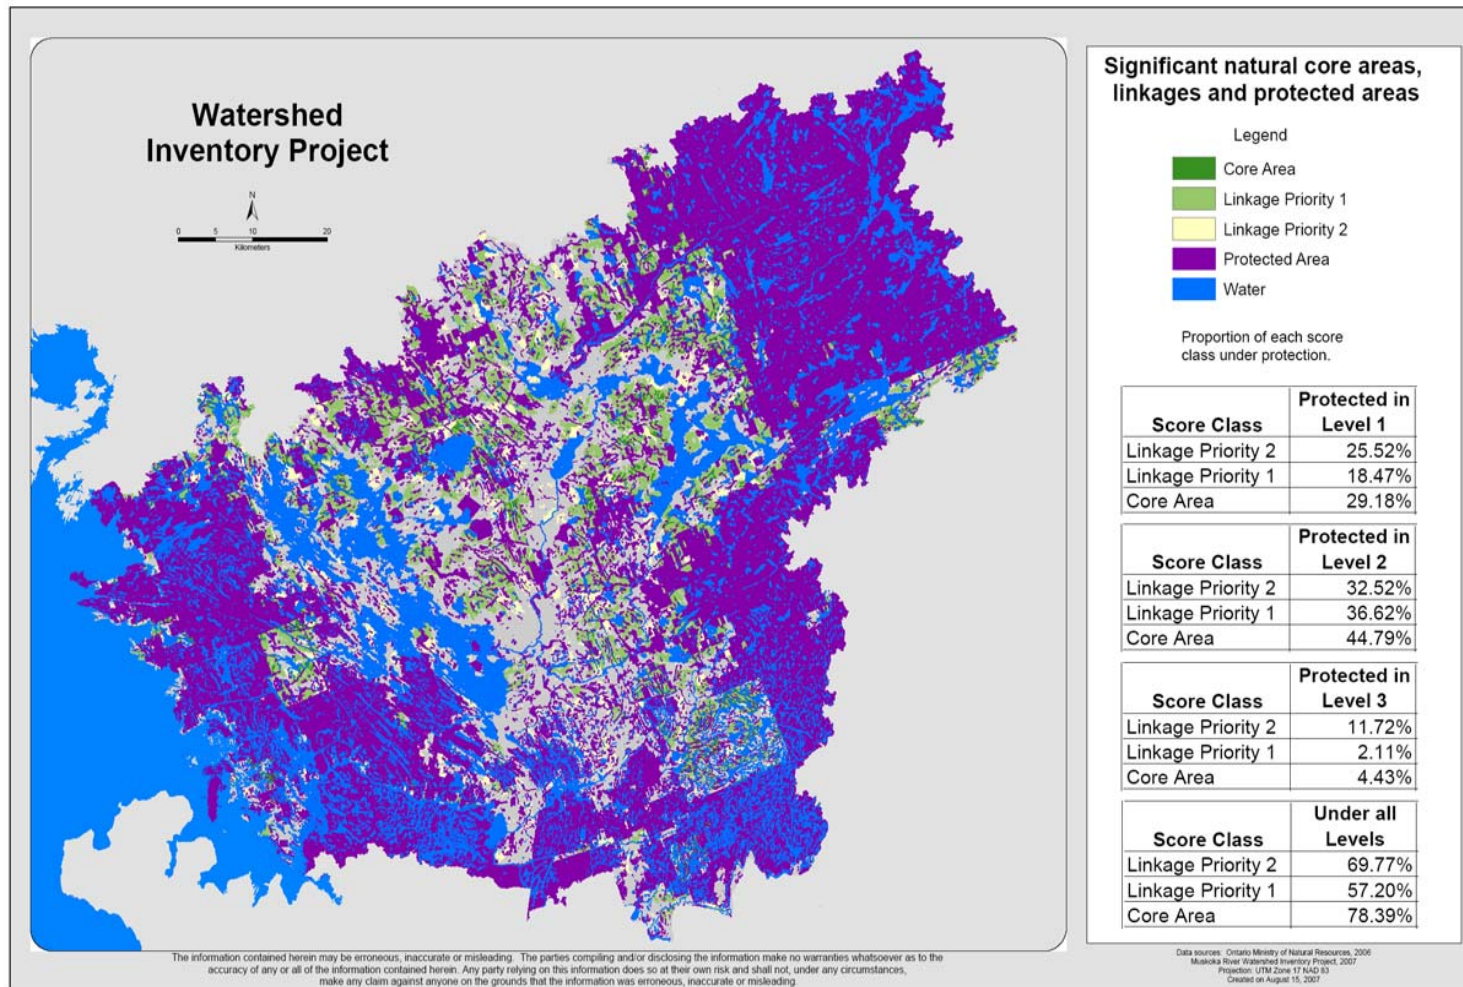 Watershed
Inventory Project
N
0 5 10 20
Kilometers
Significant natural core areas,
linkages and protected areas
Legend
Core Area
Linkage Priority 1
Linkage Priority 2
Protected Area
Water
Proportion of each score
class under protection.
Score Class Protected in Level 1
Linkage Priority 2 25.52%
Linkage Priority 1 18.47%
Core Area 29.18%
Score Class Protected in Level 2
Linkage Priority 2 32.52%
Linkage Priority 1 36.62%
Core Area 44.79%
Score Class Protected in Level 3
Linkage Priority 2 11.72%
Linkage Priority 1 2.11%
Core Area 4.43%
Score Class Under all Levels
Linkage Priority 2 69.77%
Linkage Priority 1 57.20%
Core Area 78.39%
The information contained herein may be erroneous, inaccurate or misleading. The parties compiling and/or disclosing the information make no warranties whatsoever as to the
accuracy of any or all of the information contained herein. Any party relying on this information does so at their own risk and shall not, under any circumstances,
make any claim against anyone on the grounds that the information was erroneous, inaccurate or misleading.
Data sources: Ontario Ministry of Natural Resources, 2006
Muskoka River Watershed Inventory Project, 2007
Projection: UTM Zone 17 NAD 83
Created on August 15, 2007